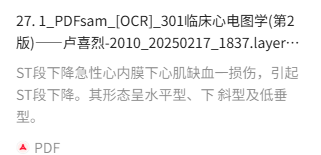 27. 1_PDFsam_[OCR]_301临床心电图学(第2
版)——卢喜烈-2010_20250217_1837.layer…
ST段下降急性心内膜下心肌缺血一损伤，引起
ST段下降。其形态呈水平型、下 斜型及低垂
型。
PDF